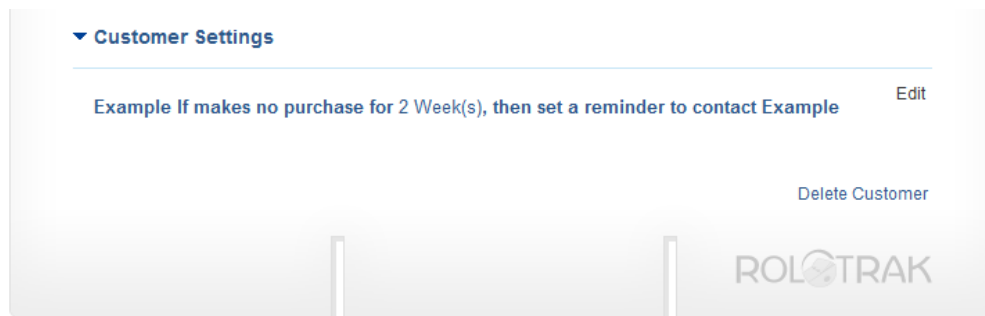 Customer Settings
Example If makes no purchase for 2 Week(s), then set a reminder to contact Example
Edit
Delete Customer
ROLOTRAK